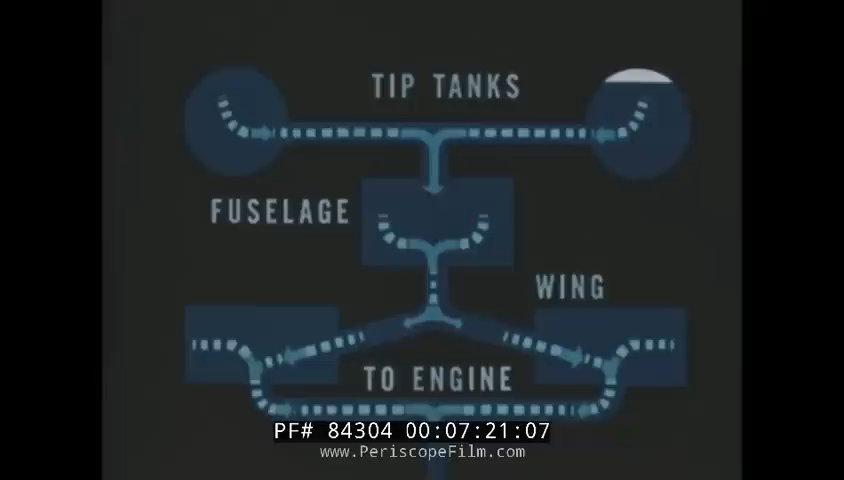 TIP TANKS
FUSELAGE
WING
TO ENGINE
PF# 84304 00:07:21:07
www.PeriscopeFilm.com